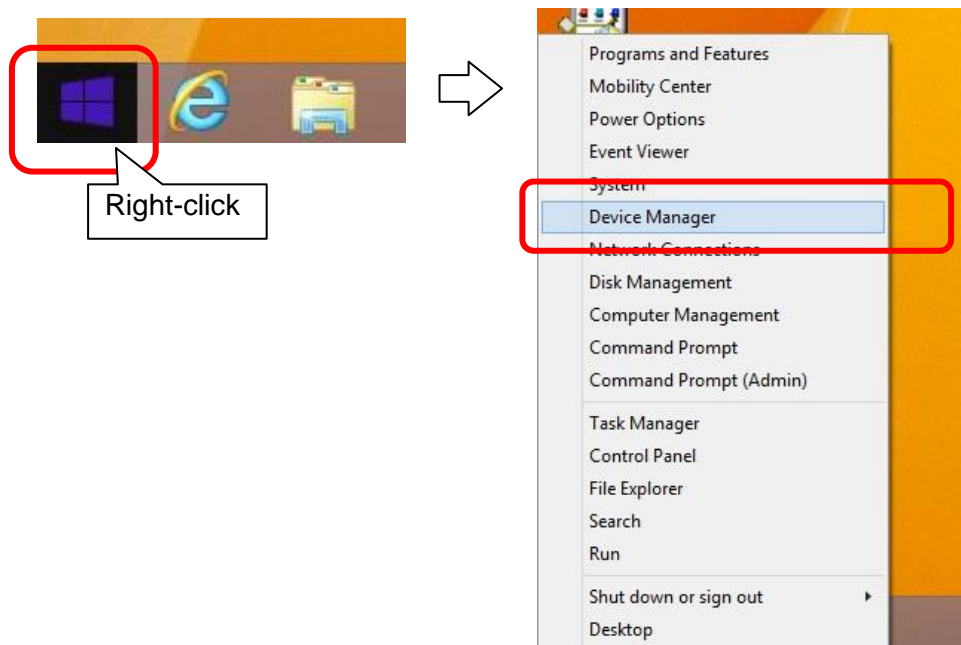 Right-click
Programs and Features
Mobility Center
Power Options
Event Viewer
System
Device Manager
Network Connections
Disk Management
Computer Management
Command Prompt
Command Prompt (Admin)
Task Manager
Control Panel
File Explorer
Search
Run
Shut down or sign out
Desktop